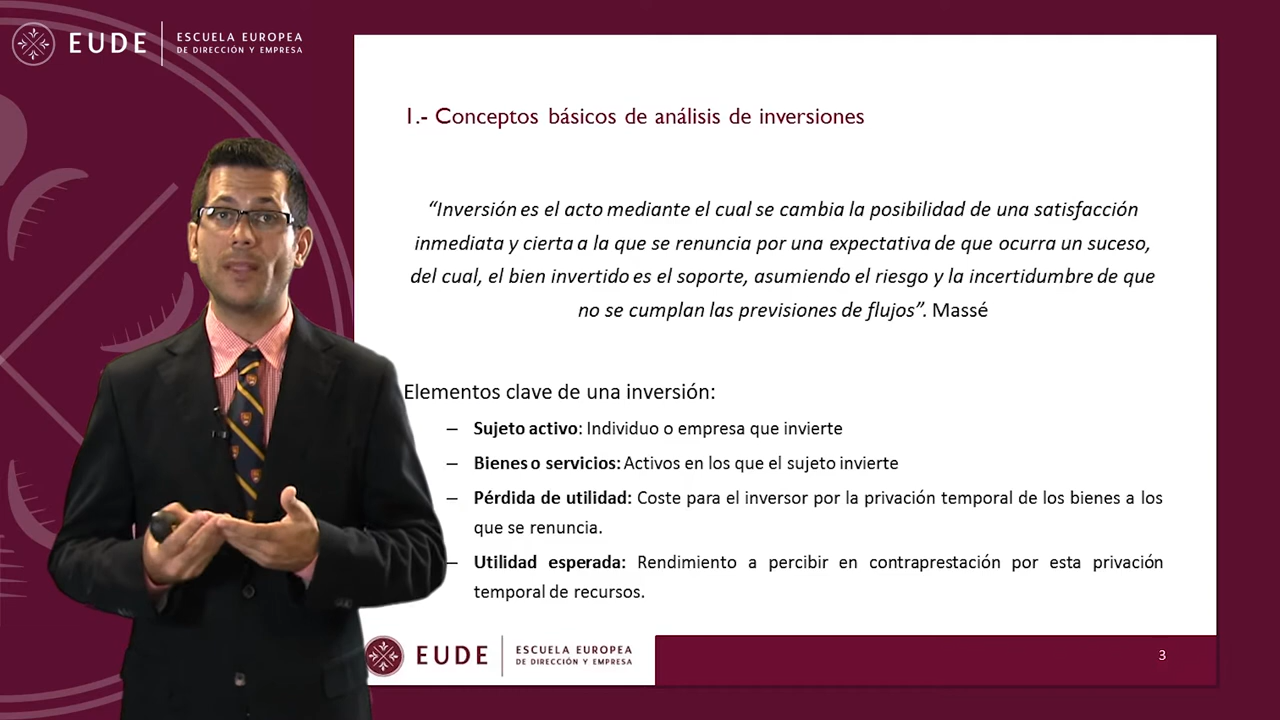 EUDE
ESCUELA EUROPEA
DE DIRECCIÓN Y EMPRESA
1.- Conceptos básicos de análisis de inversiones
“Inversión es el acto mediante el cual se cambia la posibilidad de una satisfacción
inmediata y cierta a la que se renuncia por una expectativa de que ocurra un suceso,
del cual, el bien invertido es el soporte, asumiendo el riesgo y la incertidumbre de que
no se cumplan las previsiones de flujos”. Massé
Elementos clave de una inversión:
– Sujeto activo: Individuo o empresa que invierte
– Bienes o servicios: Activos en los que el sujeto invierte
– Pérdida de utilidad: Coste para el inversor por la privación temporal de los bienes a los
que se renuncia.
– Utilidad esperada: Rendimiento a percibir en contraprestación por esta privación
temporal de recursos.
EUDE
ESCUELA EUROPEA
DE DIRECCIÓN Y EMPRESA
3